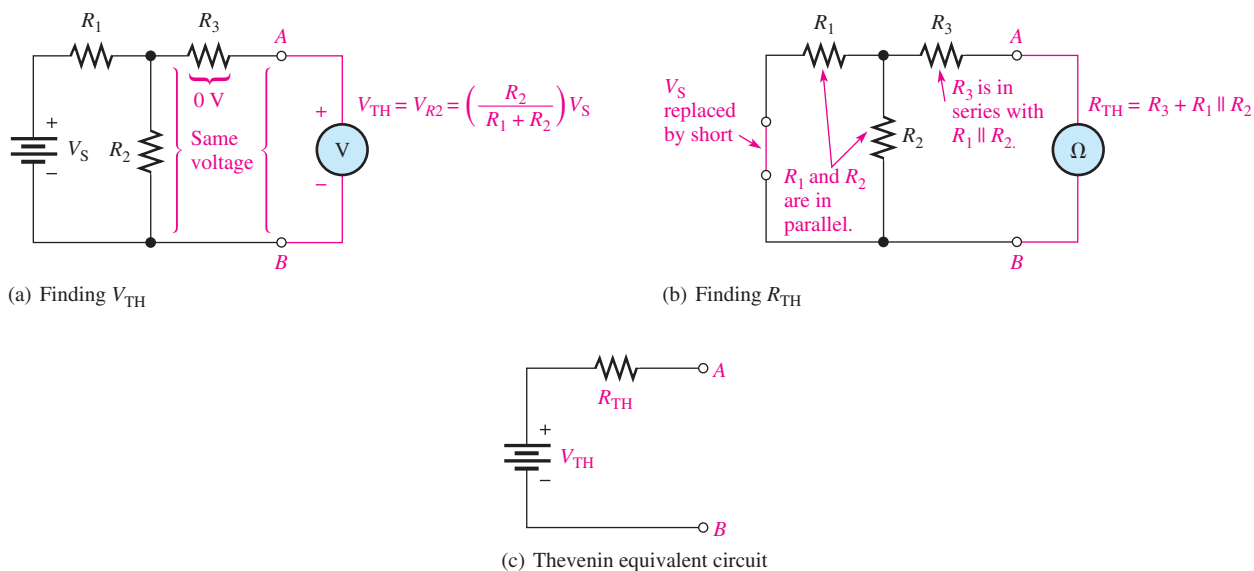 R1
R3
A
0 V
+
VS
−
R2
Same
voltage
+
V
−
VTH = VR2 = (R2 / (R1 + R2)) VS
B
(a) Finding VTH
R1
R3
A
VS
replaced
by short
R3 is in
series with
R1 || R2.
RTH = R3 + R1 || R2
R2
Ω
R1 and R2
are in
parallel.
B
(b) Finding RTH
A
RTH
+
VTH
−
B
(c) Thevenin equivalent circuit